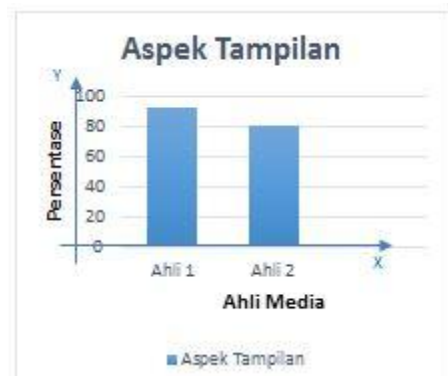 Aspek Tampilan
Y
100
80
60
40
20
0
Persentase
Ahli 1 Ahli 2
X
Ahli Media
Aspek Tampilan